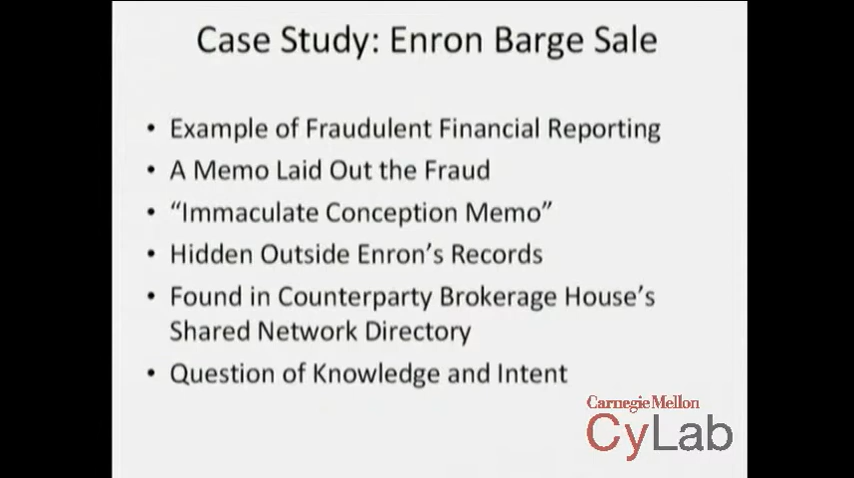 Case Study: Enron Barge Sale
• Example of Fraudulent Financial Reporting
• A Memo Laid Out the Fraud
• “Immaculate Conception Memo”
• Hidden Outside Enron’s Records
• Found in Counterparty Brokerage House’s
Shared Network Directory
• Question of Knowledge and Intent
Carnegie Mellon
CyLab